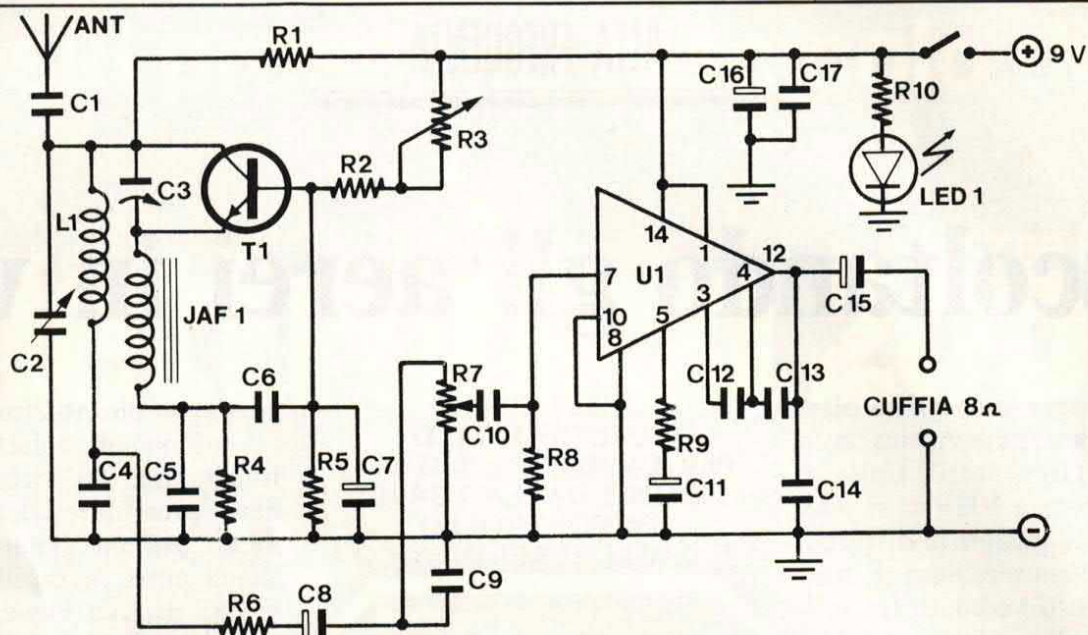 ANT
R1
9 V
C16
C17
R10
C1
R3
R2
C3
L1
T1
LED 1
14
1
12
7
U1
4
10
3
8
5
C15
JAF 1
C2
C6
R7
C12
C13
C10
CUFFIA 8Ω
C4
C5
R4
R5
C7
R8
R9
C11
C14
C9
R6
C8